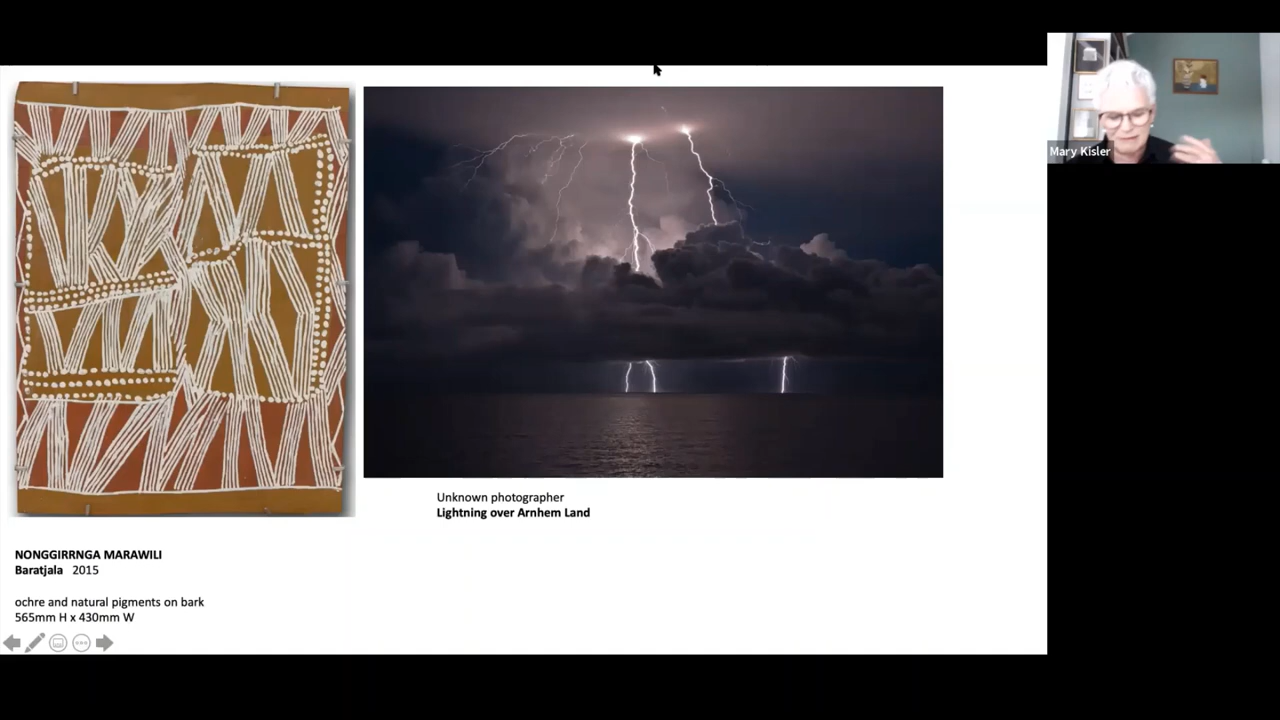 Mary Kisler
Unknown photographer
Lightning over Arnhem Land
NONGGIRRNGA MARAWILI
Baratjala 2015
ochre and natural pigments on bark
565mm H x 430mm W